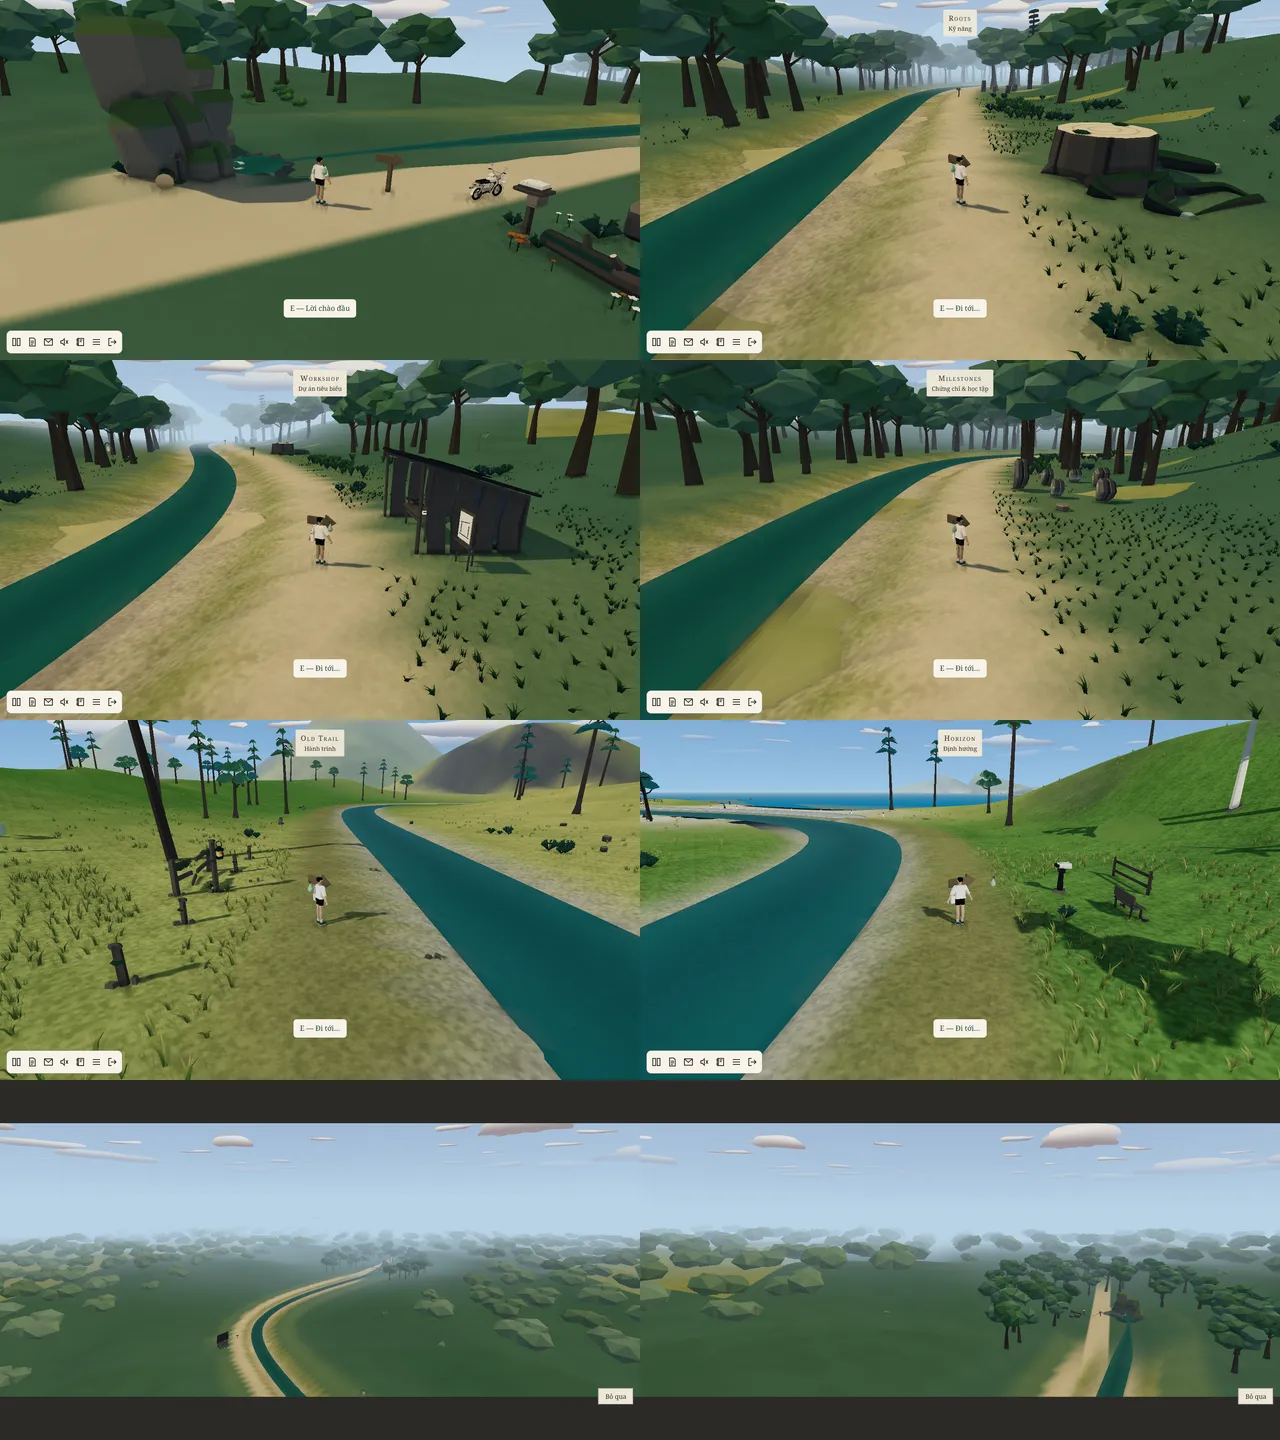 E — Lời chào đầu
ROOTS
Kỹ năng
E — Đi tới...
WORKSHOP
Dự án tiêu biểu
E — Đi tới...
MILESTONES
Chứng chỉ & học tập
E — Đi tới...
OLD TRAIL
Hành trình
E — Đi tới...
HORIZON
Định hướng
E — Đi tới...
Bỏ qua
Bỏ qua